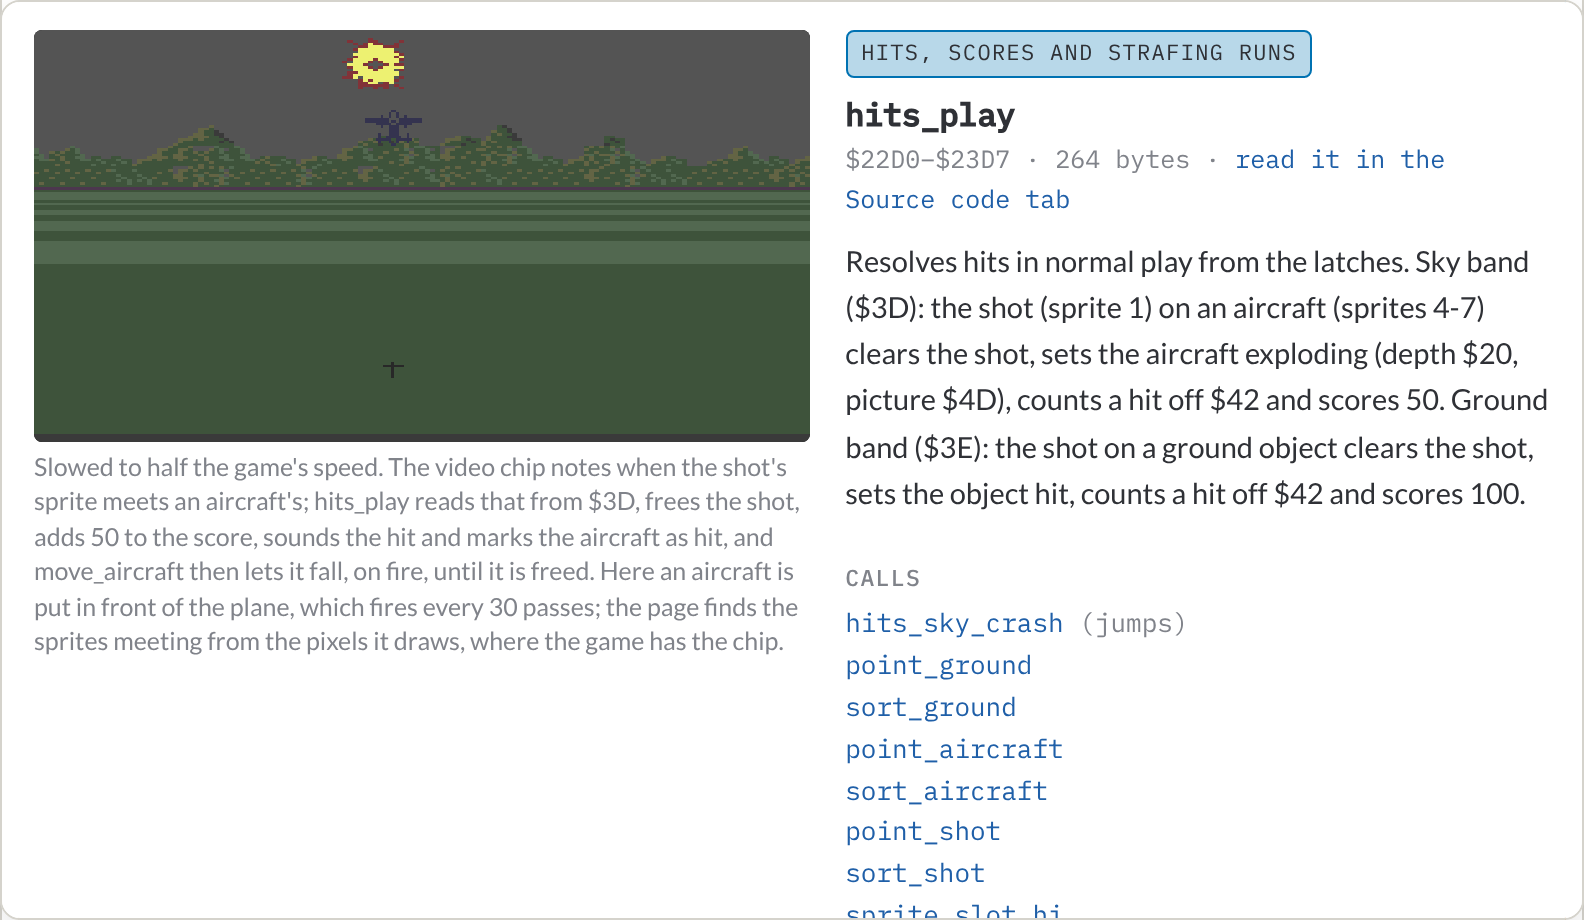 Slowed to half the game's speed. The video chip notes when the shot's
sprite meets an aircraft's; hits_play reads that from $3D, frees the shot,
adds 50 to the score, sounds the hit and marks the aircraft as hit, and
move_aircraft then lets it fall, on fire, until it is freed. Here an aircraft is
put in front of the plane, which fires every 30 passes; the page finds the
sprites meeting from the pixels it draws, where the game has the chip.
HITS, SCORES AND STRAFING RUNS
hits_play
$22D0–$23D7 · 264 bytes · read it in the
Source code tab
Resolves hits in normal play from the latches. Sky band
($3D): the shot (sprite 1) on an aircraft (sprites 4-7)
clears the shot, sets the aircraft exploding (depth $20,
picture $4D), counts a hit off $42 and scores 50. Ground
band ($3E): the shot on a ground object clears the shot,
sets the object hit, counts a hit off $42 and scores 100.
CALLS
hits_sky_crash (jumps)
point_ground
sort_ground
point_aircraft
sort_aircraft
point_shot
sort_shot
sprite_slot_hi